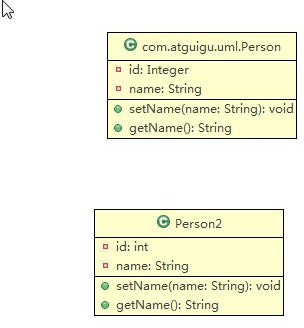 C com.atguigu.uml.Person
id: Integer
name: String
setName(name: String): void
getName(): String
C Person2
id: int
name: String
setName(name: String): void
getName(): String